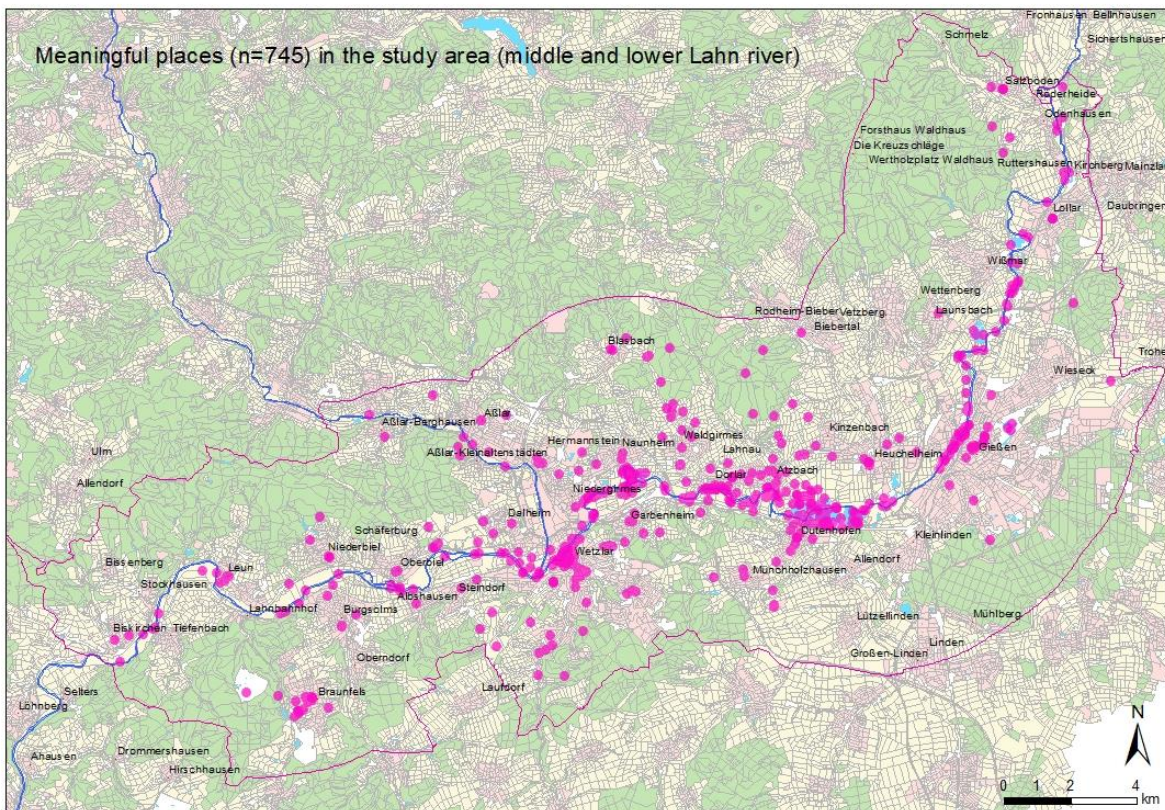 Fronhausen Bellnhausen
Schmelz
Sichertshausen
Meaningful places (n=745) in the study area (middle and lower Lahn river)
Salzböden
Röderheide
Odenhausen
Forsthaus Waldhaus
Die Kreuzschläge
Wertholzplatz Waldhaus
Ruttershausen
Kirchberg
Mainzlar
Lollar
Daubringen
Wißmar
Wettenberg
Launsbach
Rodheim-Bieber
Vetzberg
Biebertal
Blasbach
Trohe
Wieseck
Aßlar
Aßlar-Berghausen
Kinzenbach
Waldgirmes
Hermannstein
Naunheim
Lahnau
Gießen
Ulm
Aßlar-Kleinaltenstädten
Heuchelheim
Atzbach
Dorlar
Allendorf
Niedergirmes
Dalheim
Garbenheim
Schäferburg
Dutenhofen
Kleinlinden
Niederbiel
Oberbiel
Wetzlar
Bissenberg
Leun
Allendorf
Münchholzhausen
Stockhausen
Steindorf
Albshausen
Lahnbahnhof
Burgsolms
Lützellinden
Mühlberg
Biskirchen
Tiefenbach
Linden
Großen-Linden
Oberndorf
Laufdorf
Selters
Braunfels
Löhnberg
N
Drommershausen
Ahausen
Hirschhausen
0 1 2 4
km